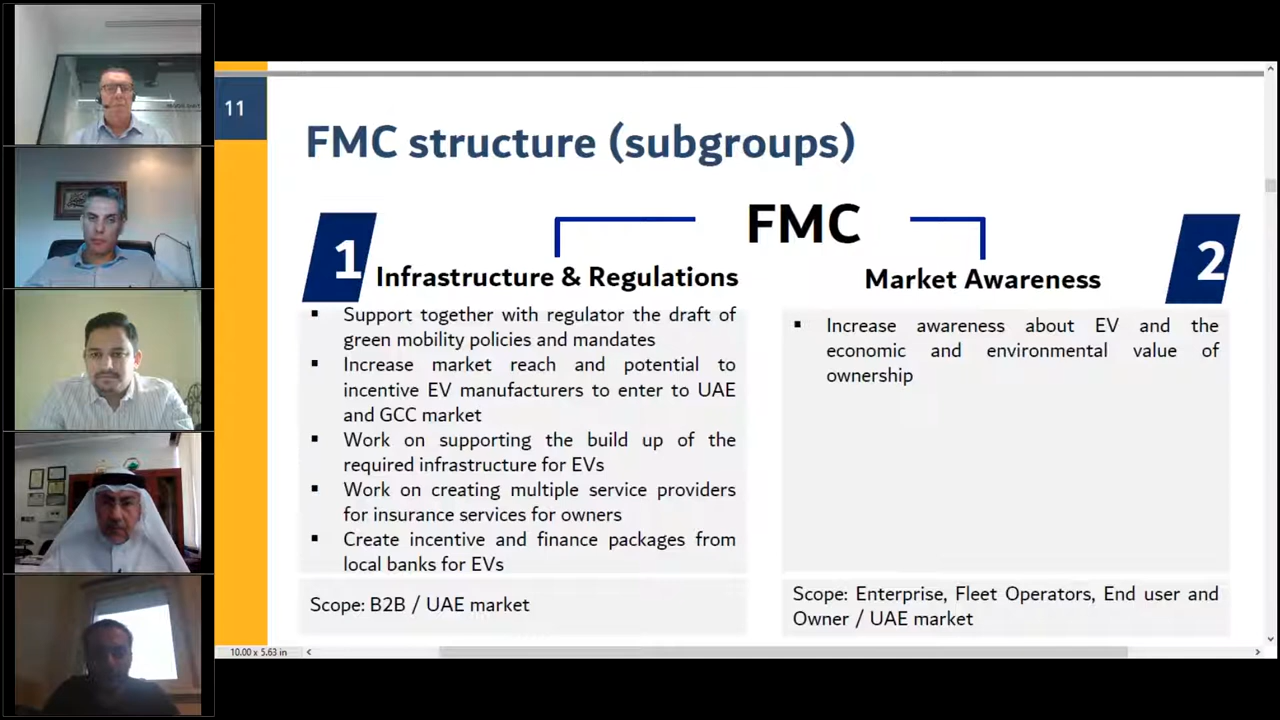 11
FMC structure (subgroups)
FMC
1
Infrastructure & Regulations
▪ Support together with regulator the draft of
green mobility policies and mandates
▪ Increase market reach and potential to
incentive EV manufacturers to enter to UAE
and GCC market
▪ Work on supporting the build up of the
required infrastructure for EVs
▪ Work on creating multiple service providers
for insurance services for owners
▪ Create incentive and finance packages from
local banks for EVs
Scope: B2B / UAE market
2
Market Awareness
▪ Increase awareness about EV and the
economic and environmental value of
ownership
Scope: Enterprise, Fleet Operators, End user and
Owner / UAE market
10.00 x 5.63 in